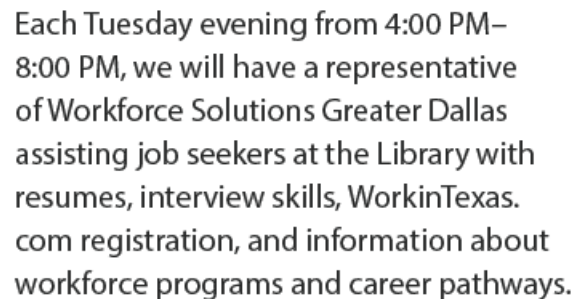 Each Tuesday evening from 4:00 PM–
8:00 PM, we will have a representative
of Workforce Solutions Greater Dallas
assisting job seekers at the Library with
resumes, interview skills, WorkinTexas.
com registration, and information about
workforce programs and career pathways.